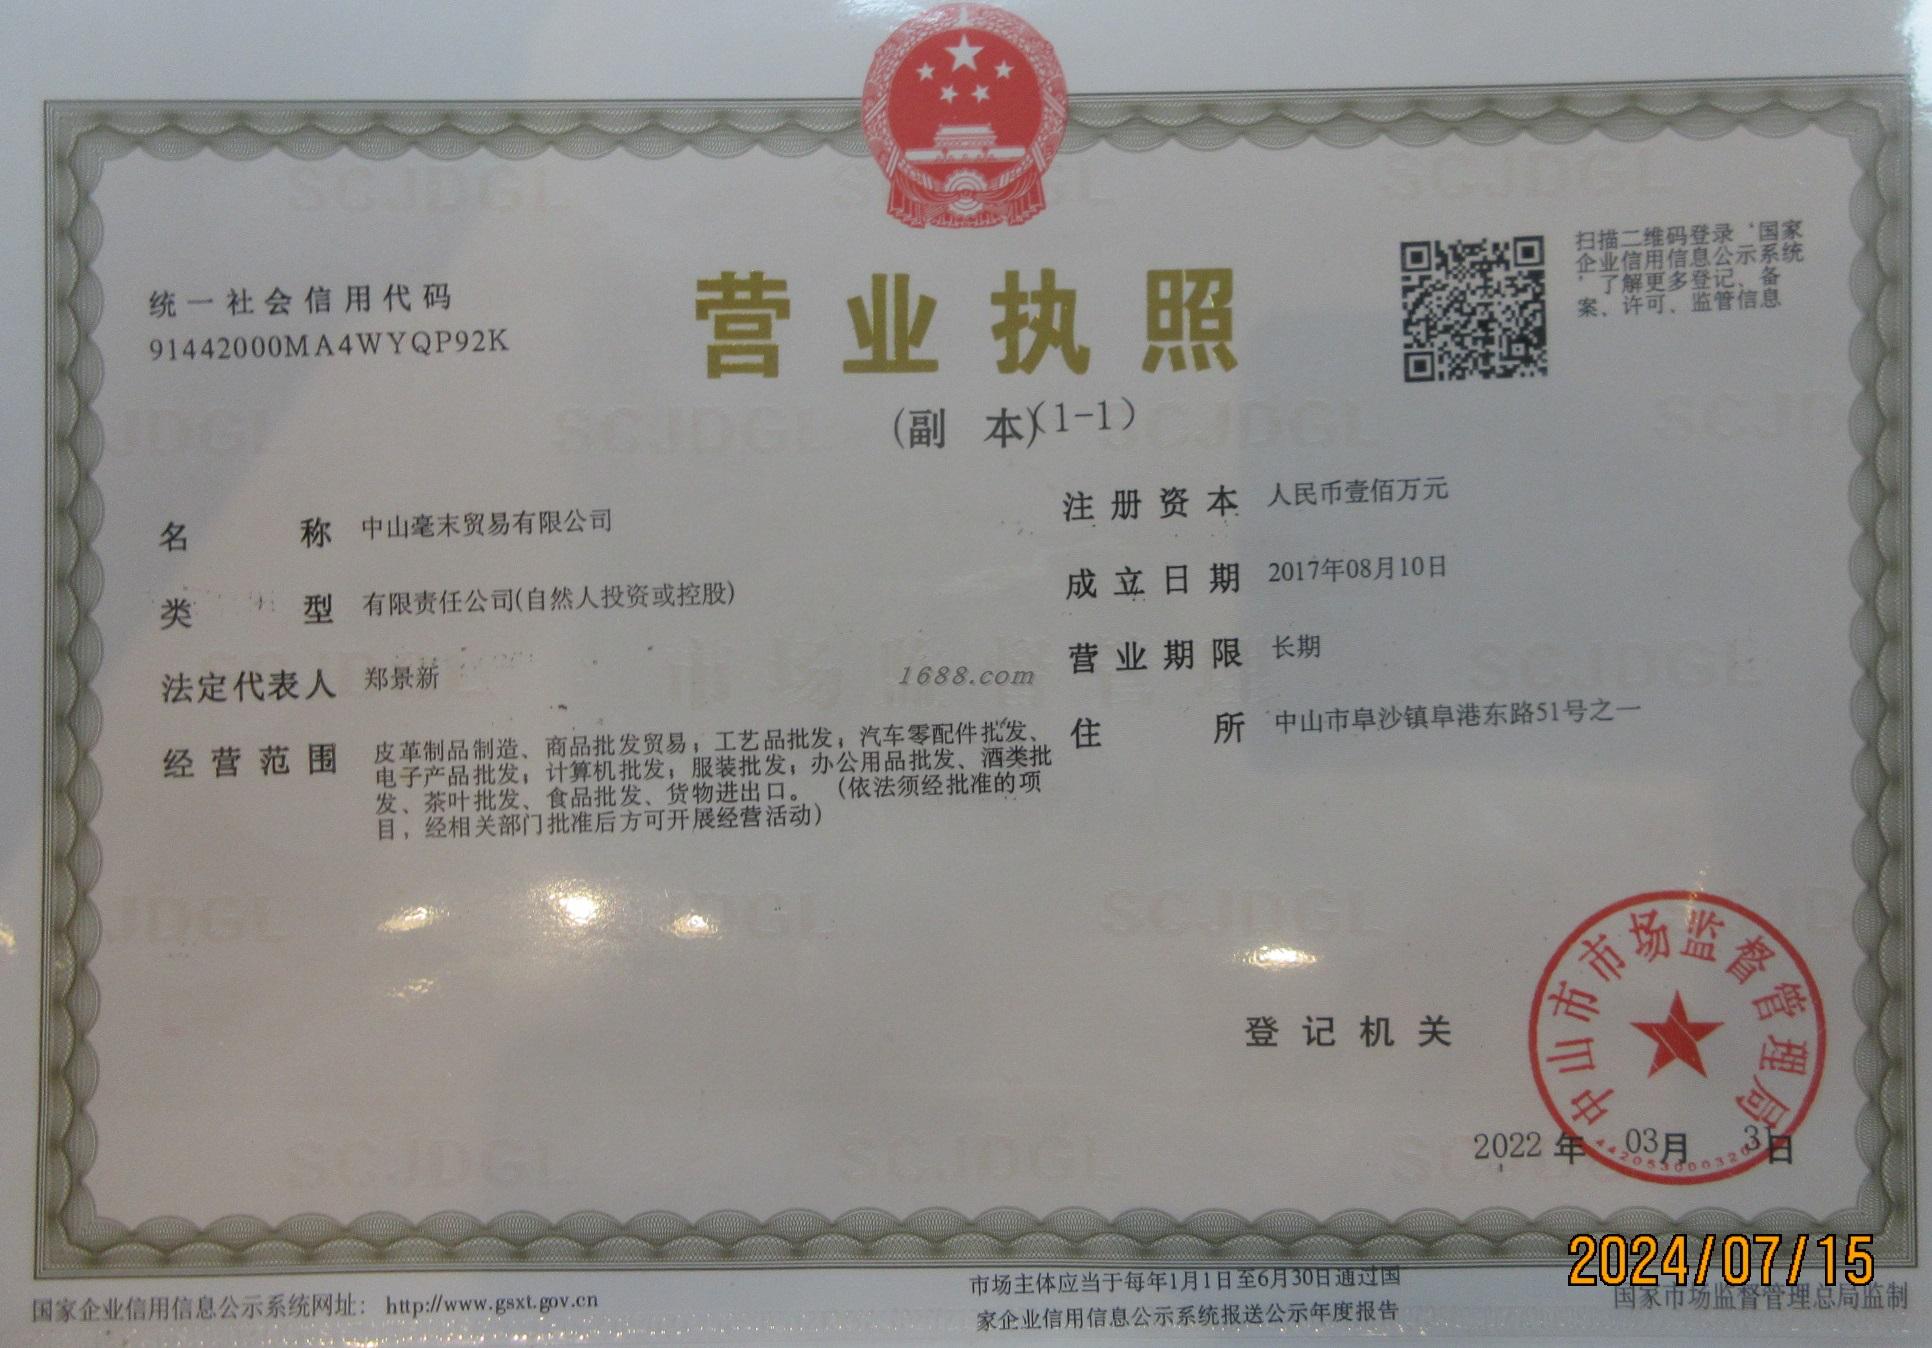 统一社会信用代码
91442000MA4WYQP92K
营业执照
(副 本)(1-1)
扫描二维码登录‘国家
企业信用信息公示系统
’了解更多登记、备
案、许可、监管信息
名 称 中山毫末贸易有限公司
类 型 有限责任公司(自然人投资或控股)
法定代表人 郑景新
经营范围 皮革制品制造、商品批发贸易；工艺品批发；汽车零配件批发、
电子产品批发；计算机批发；服装批发；办公用品批发、酒类批
发、茶叶批发、食品批发、货物进出口。（依法须经批准的项
目，经相关部门批准后方可开展经营活动）
注册资本 人民币壹佰万元
成立日期 2017年08月10日
营业期限 长期
住 所 中山市阜沙镇阜港东路51号之一
1688.com
登记机关
中山市市场监督管理局
2022 年 03月 31日
2024/07/15
国家企业信用信息公示系统网址： http://www.gsxt.gov.cn
市场主体应当于每年1月1日至6月30日通过国
家企业信用信息公示系统报送公示年度报告
国家市场监督管理总局监制